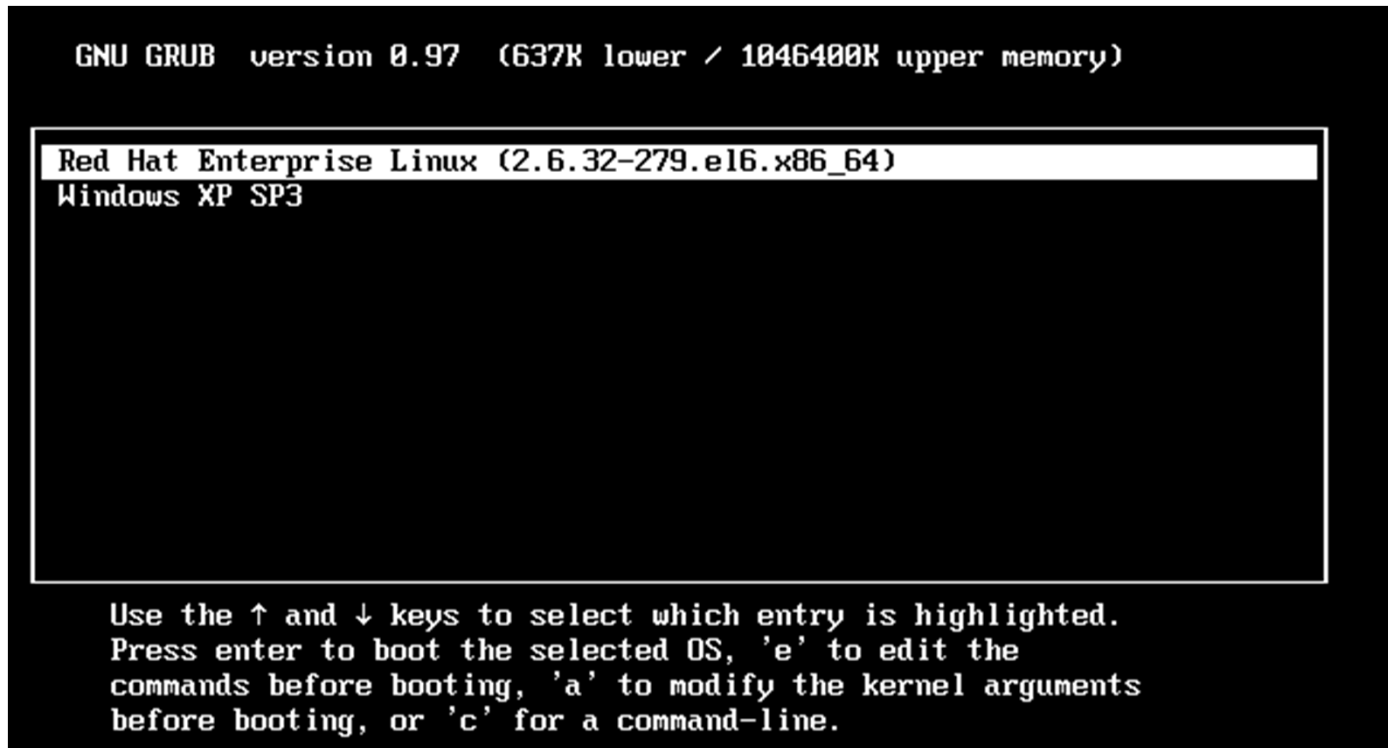 GNU GRUB version 0.97 (637K lower / 1046400K upper memory)
Red Hat Enterprise Linux (2.6.32-279.el6.x86_64)
Windows XP SP3
Use the ↑ and ↓ keys to select which entry is highlighted.
Press enter to boot the selected OS, 'e' to edit the
commands before booting, 'a' to modify the kernel arguments
before booting, or 'c' for a command-line.